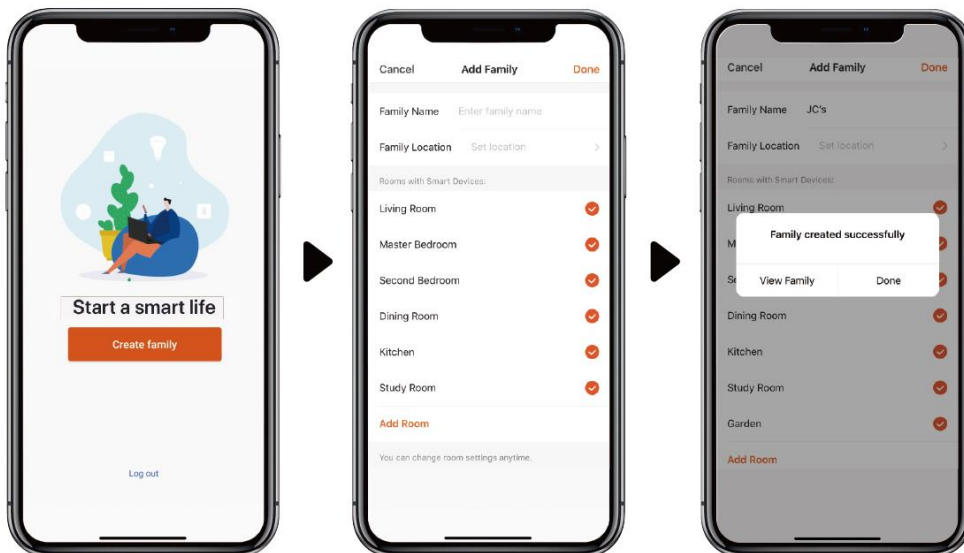 Start a smart life
Create family
Log out
Cancel Add Family Done
Family Name Enter family name
Family Location Set location
Rooms with Smart Devices:
Living Room
Master Bedroom
Second Bedroom
Dining Room
Kitchen
Study Room
Add Room
You can change room settings anytime.
Cancel Add Family Done
Family Name JC's
Family Location Set location
Rooms with Smart Devices:
Living Room
Family created successfully
M
Se
View Family Done
Dining Room
Kitchen
Study Room
Garden
Add Room